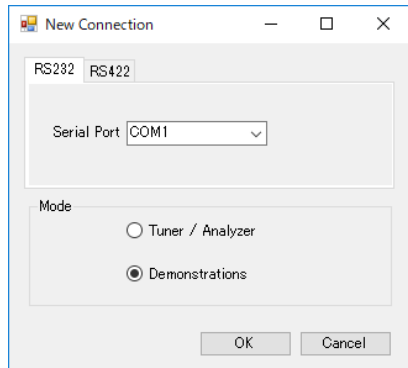 New Connection
RS232 RS422
Serial Port COM1
Mode
Tuner / Analyzer
Demonstrations
OK Cancel